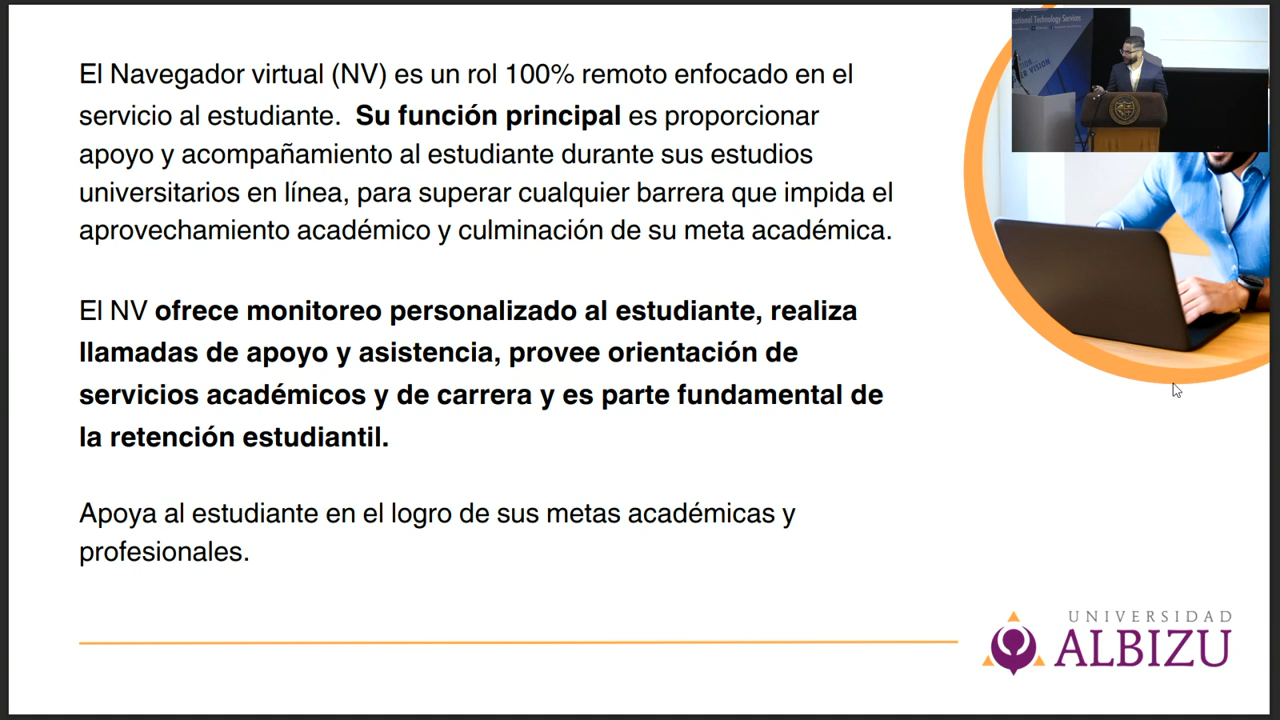 El Navegador virtual (NV) es un rol 100% remoto enfocado en el
servicio al estudiante. Su función principal es proporcionar
apoyo y acompañamiento al estudiante durante sus estudios
universitarios en línea, para superar cualquier barrera que impida el
aprovechamiento académico y culminación de su meta académica.
El NV ofrece monitoreo personalizado al estudiante, realiza
llamadas de apoyo y asistencia, provee orientación de
servicios académicos y de carrera y es parte fundamental de
la retención estudiantil.
Apoya al estudiante en el logro de sus metas académicas y
profesionales.
Technology Services
VISION
UNIVERSIDAD
ALBIZU